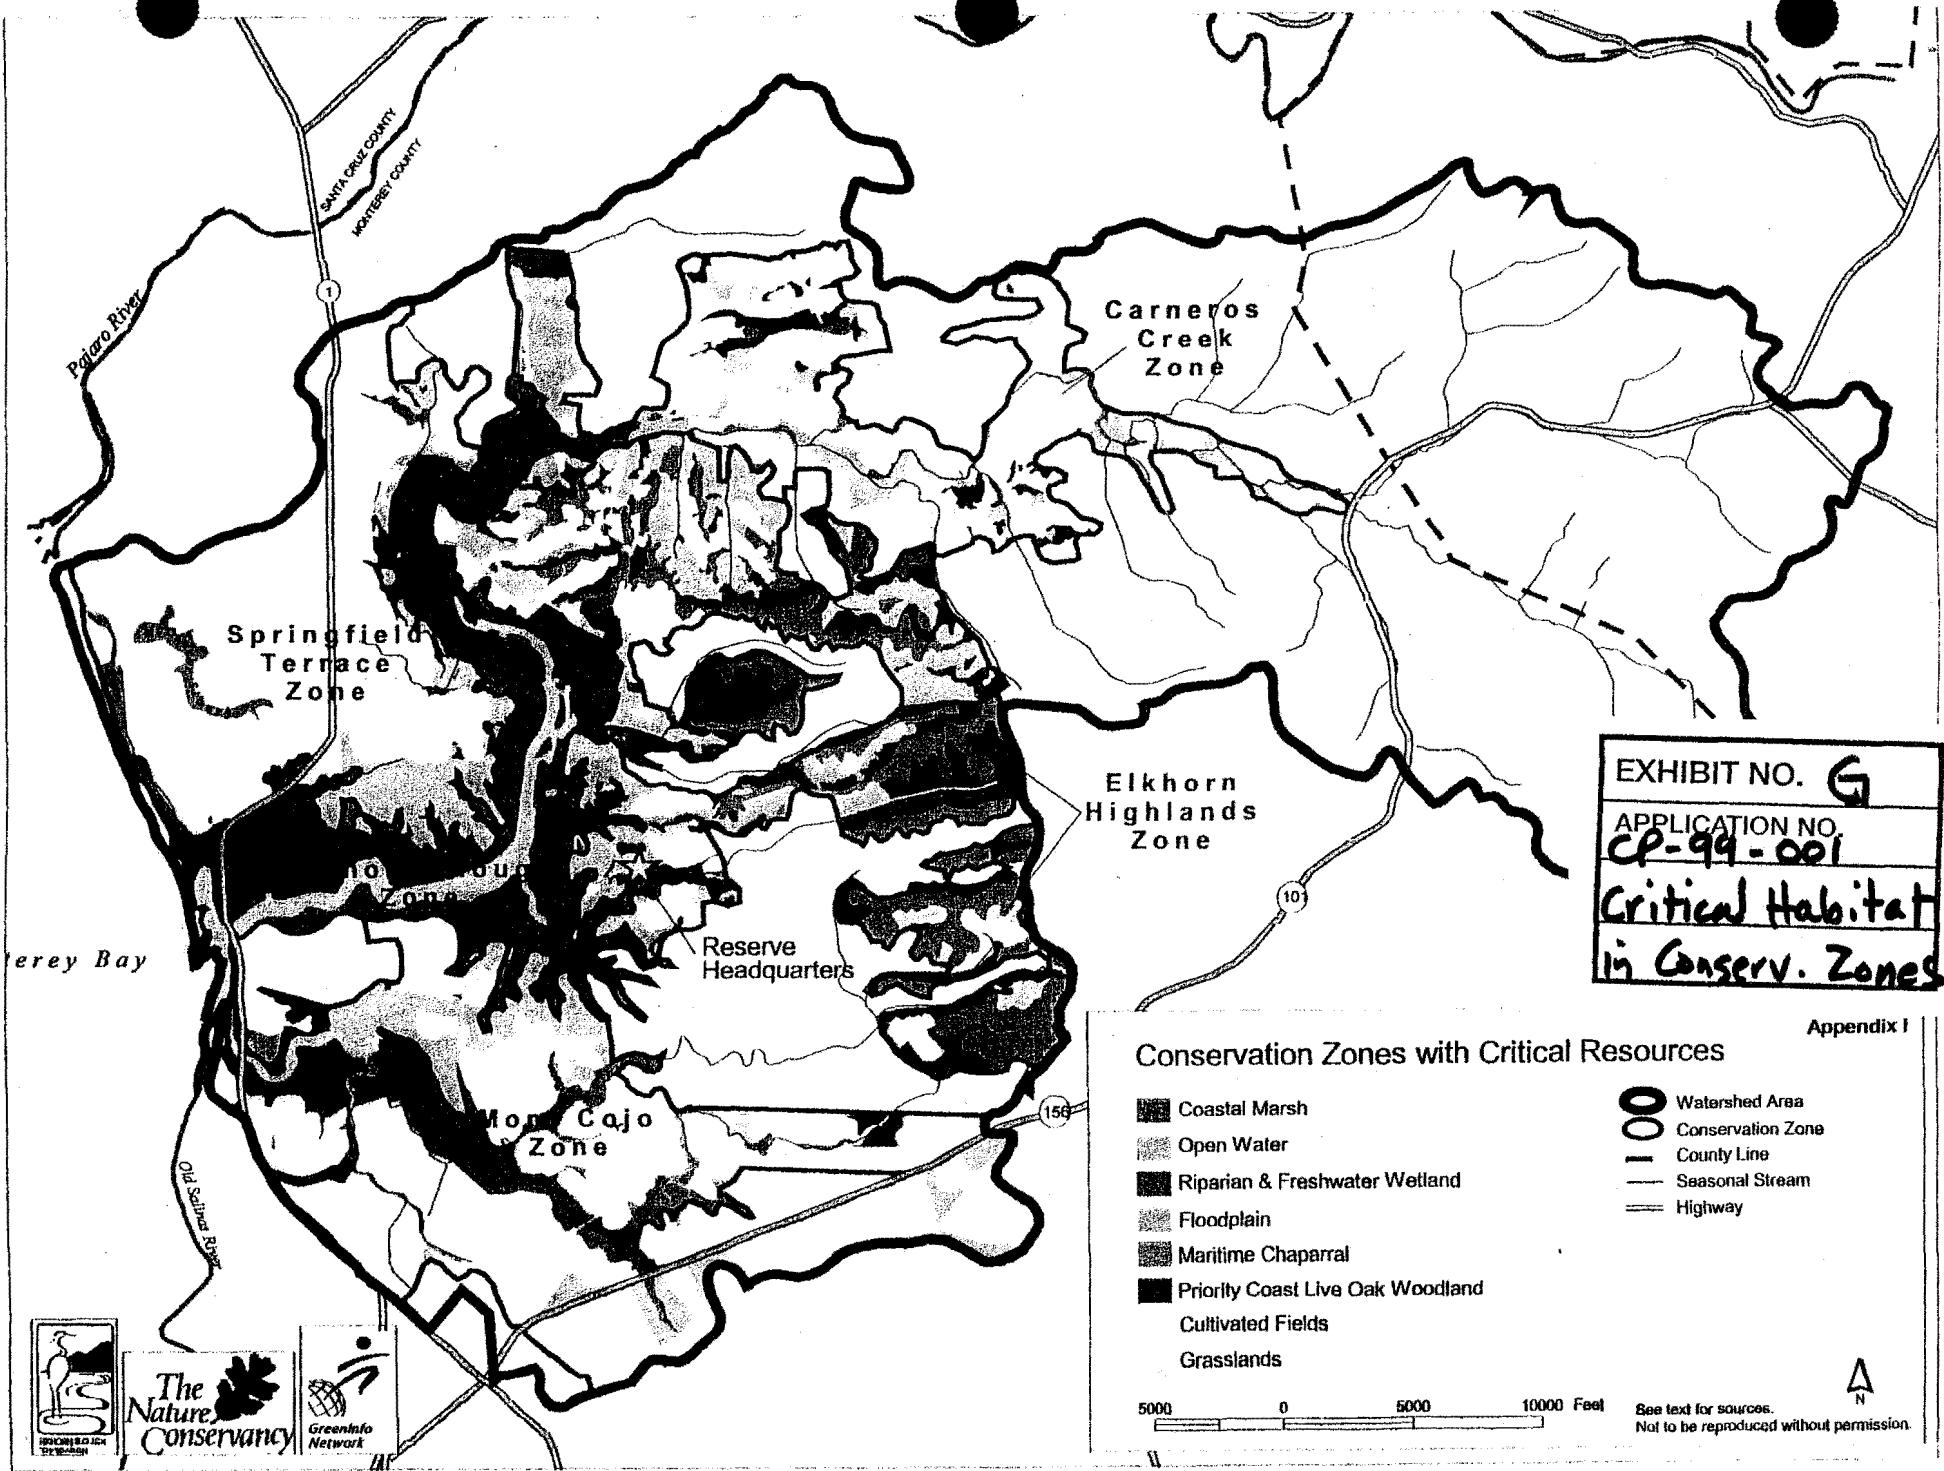 SANTA CRUZ COUNTY
MONTEREY COUNTY
Pajaro River
1
Carneros
Creek
Zone
Springfield
Terrace
Zone
Elkhorn
Highlands
Zone
EXHIBIT NO. G
APPLICATION NO.
CP-99-001
Critical Habitat
in Conserv. Zones
Zone
101
terey Bay
Reserve
Headquarters
Appendix I
Conservation Zones with Critical Resources
Coastal Marsh
Open Water
Riparian & Freshwater Wetland
Floodplain
Maritime Chaparral
Priority Coast Live Oak Woodland
Cultivated Fields
Grasslands
Watershed Area
Conservation Zone
County Line
Seasonal Stream
Highway
156
Cojo
Zone
Old Salinas River
The
Nature
Conservancy
GreenInfo
Network
5000 0 5000 10000 Feet
N
See text for sources.
Not to be reproduced without permission.